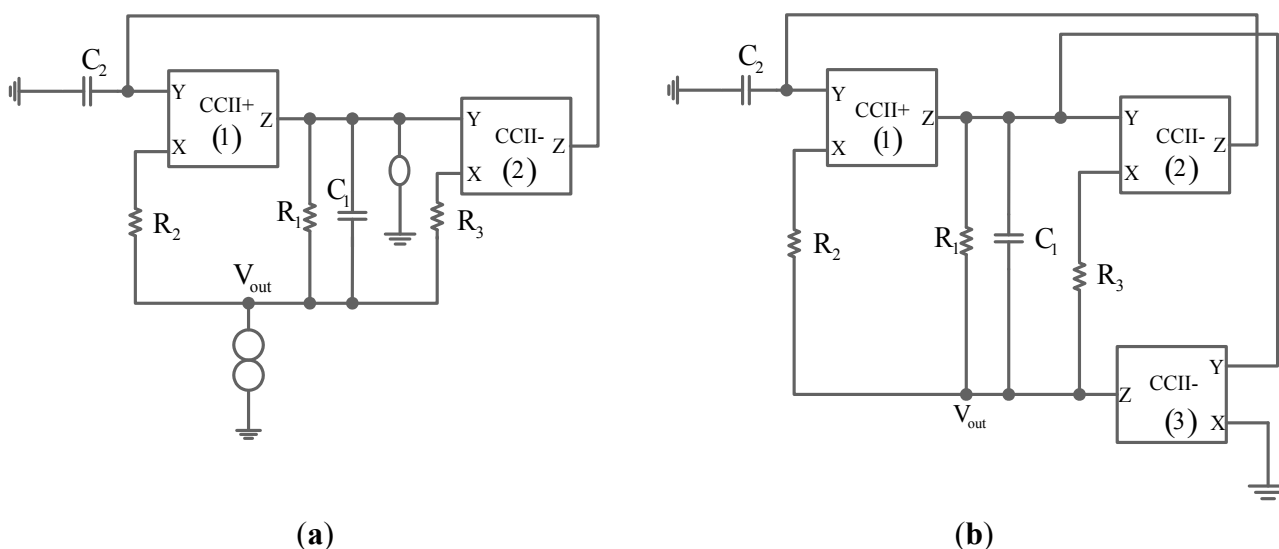 C2
Y
CCII+
(1)
Z
X
R2
R1
C1
Y
CCII-
(2)
Z
X
R3
Vout
(a)
C2
Y
CCII+
(1)
Z
X
R2
R1
C1
Y
CCII-
(2)
Z
X
R3
Vout
Z
CCII-
(3)
Y
X
(b)